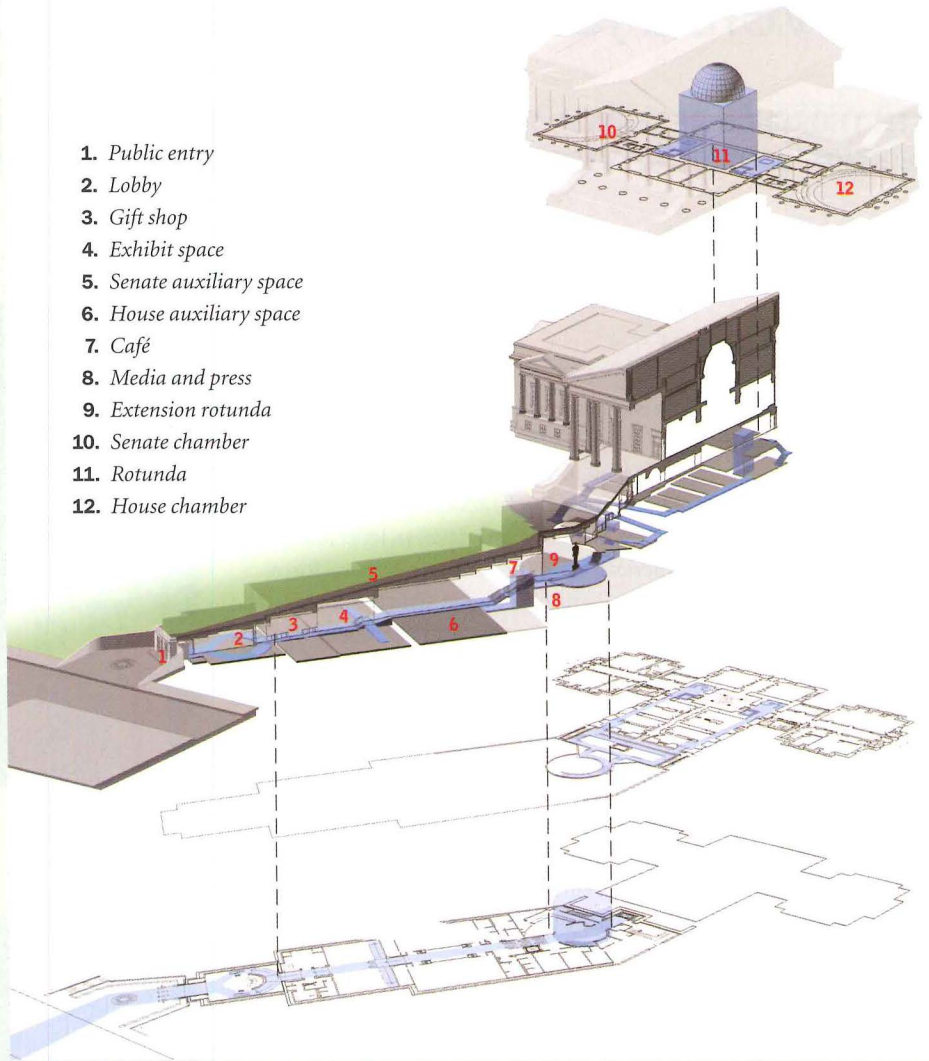 1. Public entry
2. Lobby
3. Gift shop
4. Exhibit space
5. Senate auxiliary space
6. House auxiliary space
7. Café
8. Media and press
9. Extension rotunda
10. Senate chamber
11. Rotunda
12. House chamber
10
11
12
5
7
9
8
4
3
6
2
1